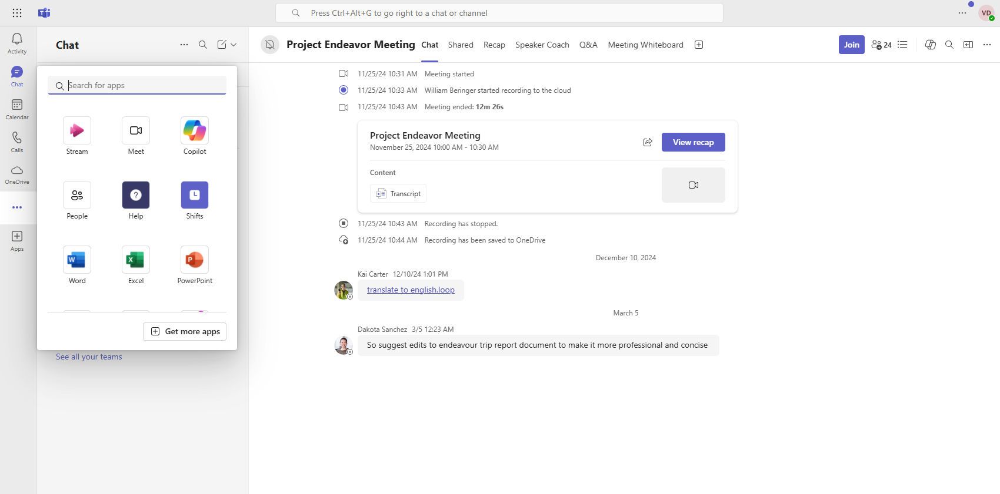 Press Ctrl+Alt+G to go right to a chat or channel
VD
Activity
Chat
Calendar
Calls
OneDrive
Apps
Chat
Search for apps
Stream
Meet
Copilot
People
Help
Shifts
Word
Excel
PowerPoint
Get more apps
See all your teams
Project Endeavor Meeting
Chat
Shared
Recap
Speaker Coach
Q&A
Meeting Whiteboard
Join
24
11/25/24 10:31 AM Meeting started
11/25/24 10:33 AM William Beringer started recording to the cloud
11/25/24 10:43 AM Meeting ended: 12m 26s
Project Endeavor Meeting
November 25, 2024 10:00 AM - 10:30 AM
View recap
Content
Transcript
11/25/24 10:43 AM Recording has stopped.
11/25/24 10:44 AM Recording has been saved to OneDrive
December 10, 2024
Kai Carter 12/10/24 1:01 PM
translate to english.loop
March 5
Dakota Sanchez 3/5 12:23 AM
So suggest edits to endeavour trip report document to make it more professional and concise